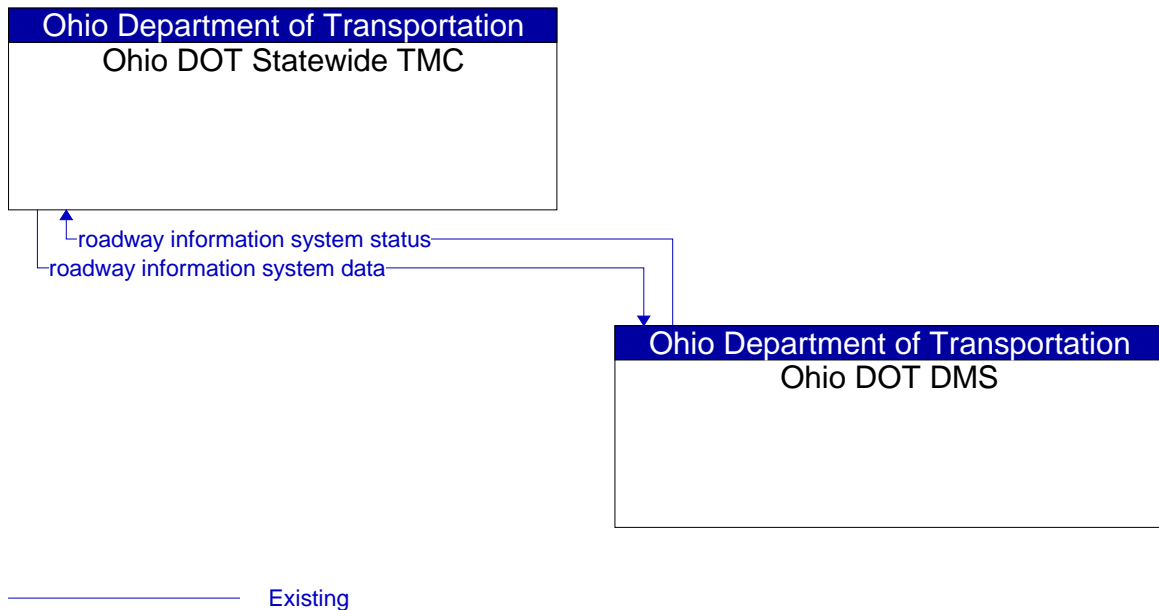 Ohio Department of Transportation
Ohio DOT Statewide TMC
roadway information system status
roadway information system data
Ohio Department of Transportation
Ohio DOT DMS
Existing